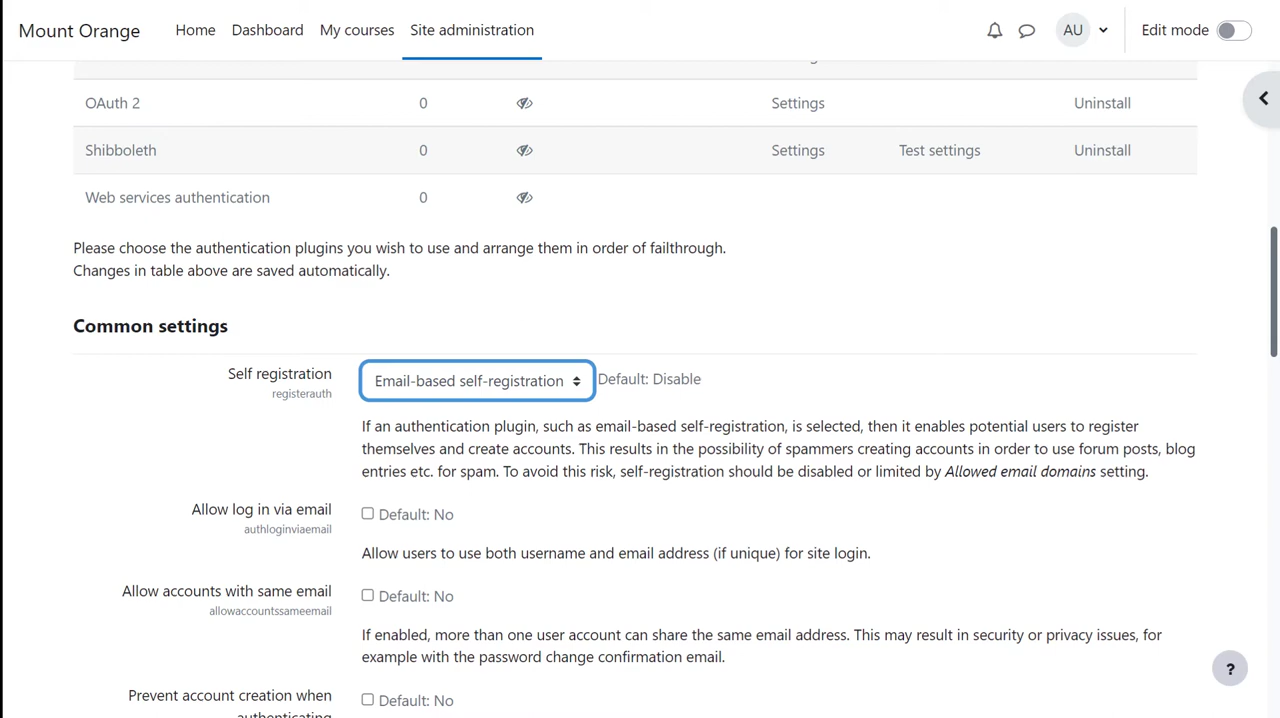 Mount Orange Home Dashboard My courses Site administration AU Edit mode
OAuth 2 0 Settings Uninstall
Shibboleth 0 Settings Test settings Uninstall
Web services authentication 0
Please choose the authentication plugins you wish to use and arrange them in order of failthrough.
Changes in table above are saved automatically.
Common settings
Self registration
registerauth
Email-based self-registration Default: Disable
If an authentication plugin, such as email-based self-registration, is selected, then it enables potential users to register
themselves and create accounts. This results in the possibility of spammers creating accounts in order to use forum posts, blog
entries etc. for spam. To avoid this risk, self-registration should be disabled or limited by Allowed email domains setting.
Allow log in via email
authloginviaemail
Default: No
Allow users to use both username and email address (if unique) for site login.
Allow accounts with same email
allowaccountssameemail
Default: No
If enabled, more than one user account can share the same email address. This may result in security or privacy issues, for
example with the password change confirmation email.
Prevent account creation when
authenticating
Default: No
?